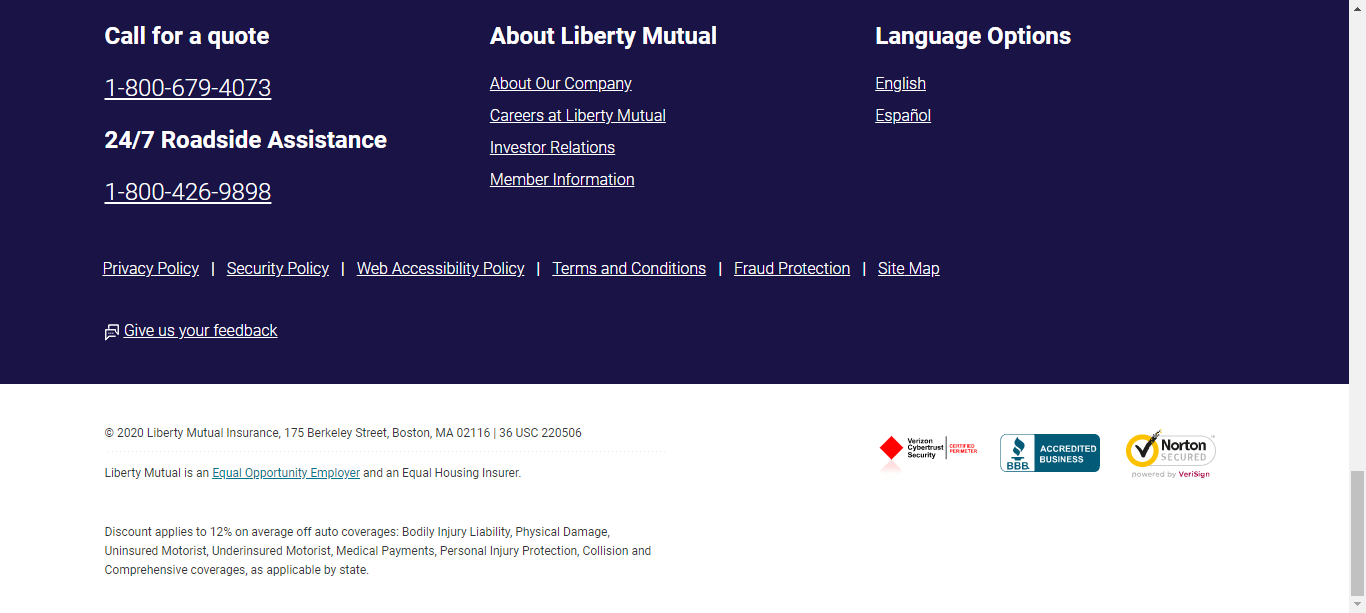 Call for a quote
1-800-679-4073
24/7 Roadside Assistance
1-800-426-9898
About Liberty Mutual
About Our Company
Careers at Liberty Mutual
Investor Relations
Member Information
Language Options
English
Español
Privacy Policy | Security Policy | Web Accessibility Policy | Terms and Conditions | Fraud Protection | Site Map
Give us your feedback
© 2020 Liberty Mutual Insurance, 175 Berkeley Street, Boston, MA 02116 | 36 USC 220506
Liberty Mutual is an Equal Opportunity Employer and an Equal Housing Insurer.
Verizon
Cybertrust
Security
CERTIFIED
PERIMETER
BBB.
ACCREDITED
BUSINESS
Norton
SECURED
powered by VeriSign
Discount applies to 12% on average off auto coverages: Bodily Injury Liability, Physical Damage,
Uninsured Motorist, Underinsured Motorist, Medical Payments, Personal Injury Protection, Collision and
Comprehensive coverages, as applicable by state.